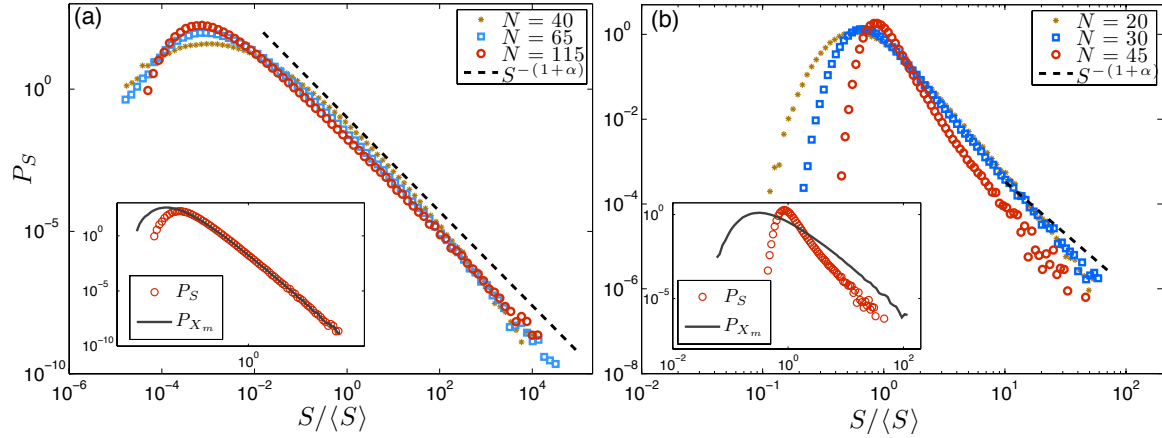 (a)
N = 40
N = 65
N = 115
S^{-(1+α)}
10^0
10^{-5}
10^{-10}
P_S
10^{-6}
10^{-4}
10^{-2}
10^0
10^2
10^4
S/⟨S⟩
10^0
10^{-5}
10^{-10}
10^0
P_S
P_{X_m}
(b)
N = 20
N = 30
N = 45
S^{-(1+α)}
10^0
10^{-2}
10^{-4}
10^{-6}
10^{-8}
10^{-2}
10^{-1}
10^0
10^1
10^2
S/⟨S⟩
10^0
10^{-5}
10^{-2}
10^0
10^2
P_S
P_{X_m}